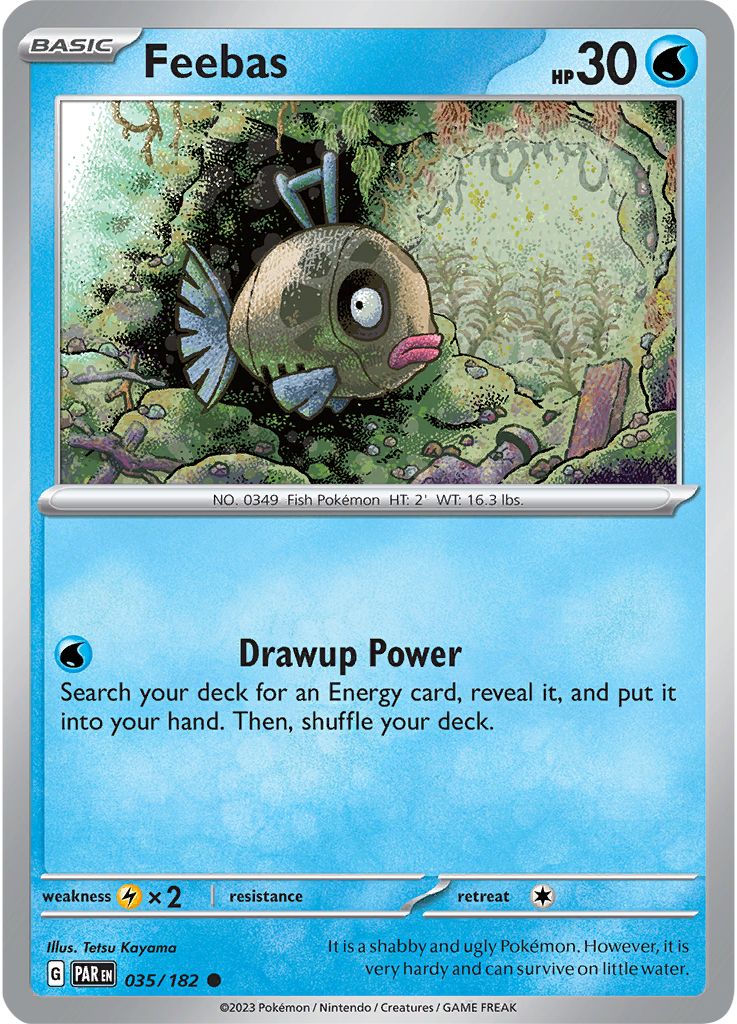 BASIC
Feebas
HP 30
NO. 0349 Fish Pokémon HT: 2' WT: 16.3 lbs.
Drawup Power
Search your deck for an Energy card, reveal it, and put it
into your hand. Then, shuffle your deck.
weakness ×2 resistance retreat
Illus. Tetsu Kayama
It is a shabby and ugly Pokémon. However, it is
very hardy and can survive on little water.
G PAR EN 035/182
©2023 Pokémon / Nintendo / Creatures / GAME FREAK